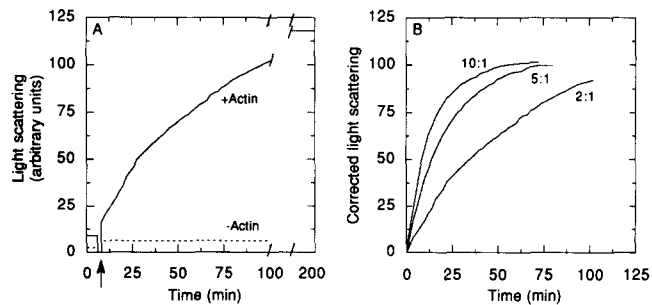 A
125
100
75
50
25
0
Light scattering
(arbitrary units)
+Actin
-Actin
0 25 50 75 100 200
Time (min)
B
125
100
75
50
25
0
Corrected light scattering
10:1
5:1
2:1
0 25 50 75 100 125
Time (min)